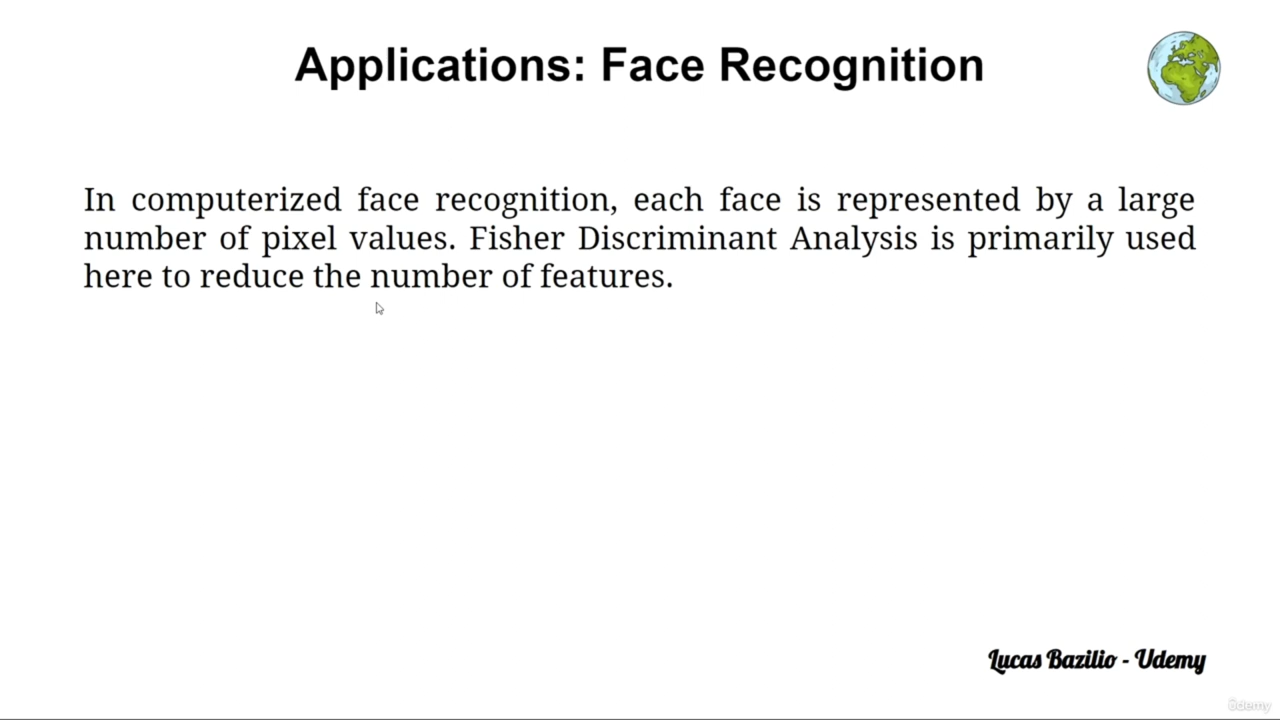 Applications: Face Recognition
In computerized face recognition, each face is represented by a large
number of pixel values. Fisher Discriminant Analysis is primarily used
here to reduce the number of features.
Lucas Bazilio - Udemy
ûdemy